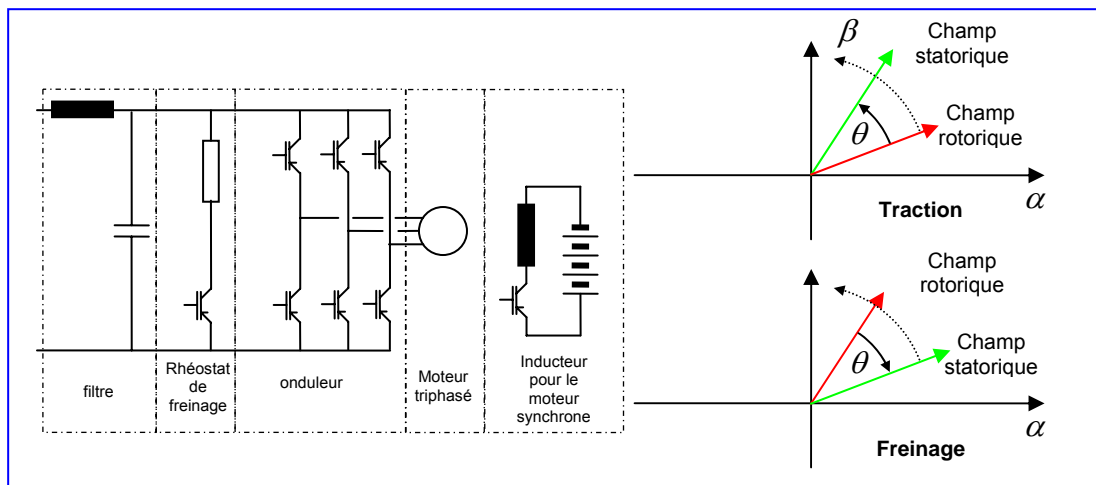 filtre
Rhéostat
de
freinage
onduleur
Moteur
triphasé
Inducteur
pour le
moteur
synchrone
β
Champ
statorique
θ
Champ
rotorique
α
Traction
Champ
rotorique
θ
Champ
statorique
α
Freinage